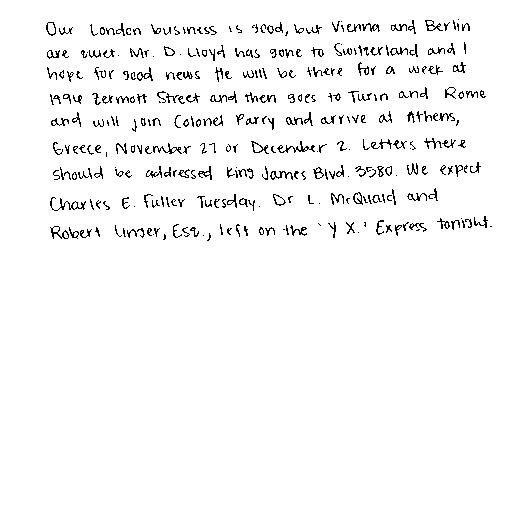 Our London business is good, but Vienna and Berlin
are quiet. Mr. D. Lloyd has gone to Switzerland and I
hope for good news He will be there for a week at
1996 Zermott Street and then goes to Turin and Rome
and will join Colonel Parry and arrive at Athens,
Greece, November 27 or December 2. Letters there
should be addressed King James Blvd. 3580. We expect
Charles E. Fuller Tuesday. Dr L. McQuaid and
Robert Unger, Esq., left on the 'Y X.' Express tonight.